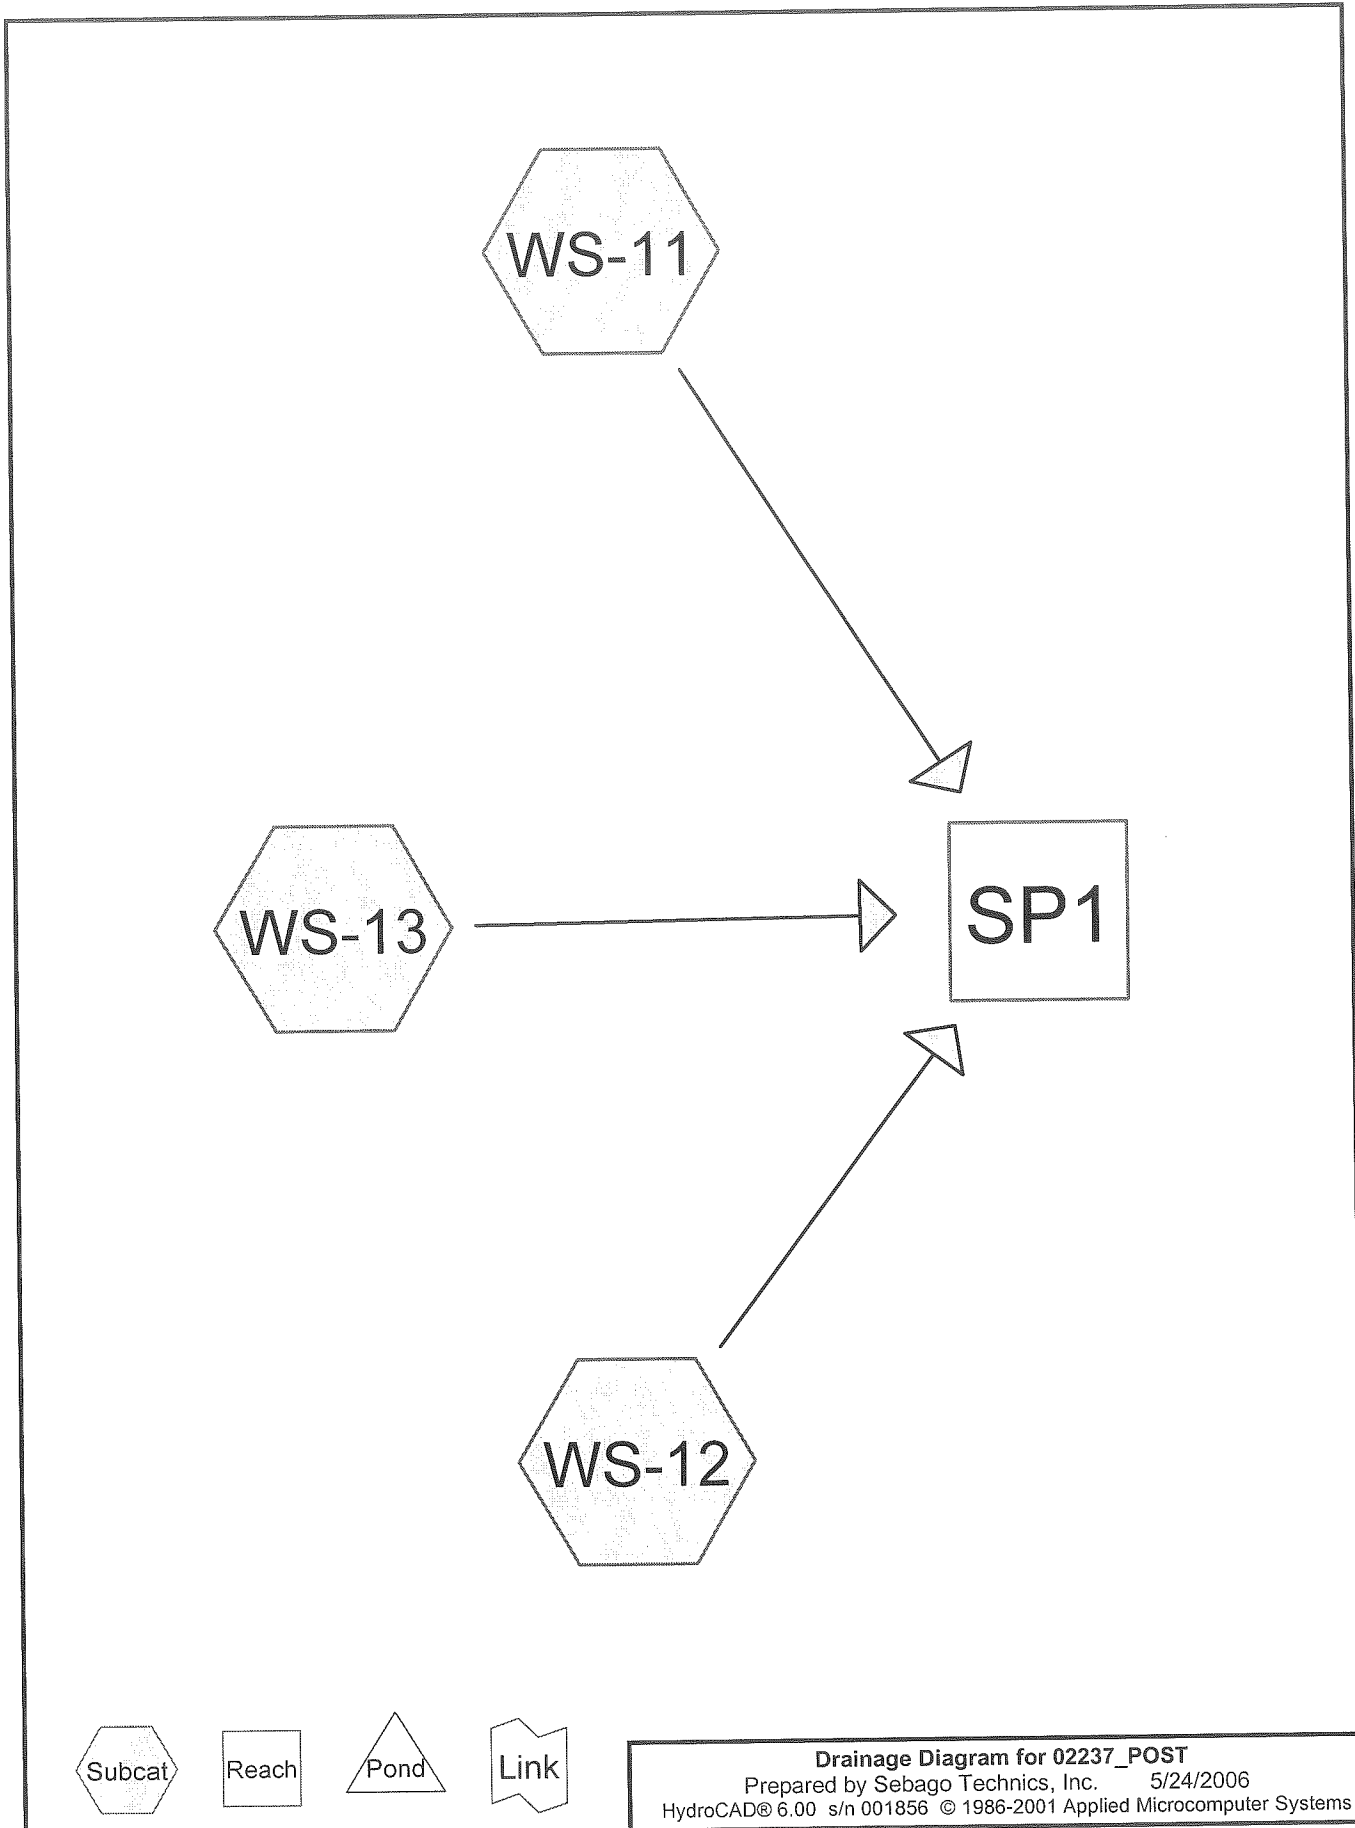 WS-11
WS-13
SP1
WS-12
Subcat
Reach
Pond
Link
Drainage Diagram for 02237_POST
Prepared by Sebago Technics, Inc. 5/24/2006
HydroCAD® 6.00 s/n 001856 © 1986-2001 Applied Microcomputer Systems